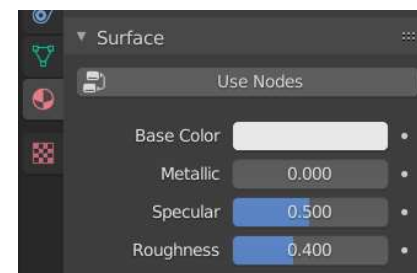 Surface
Use Nodes
Base Color
Metallic 0.000
Specular 0.500
Roughness 0.400